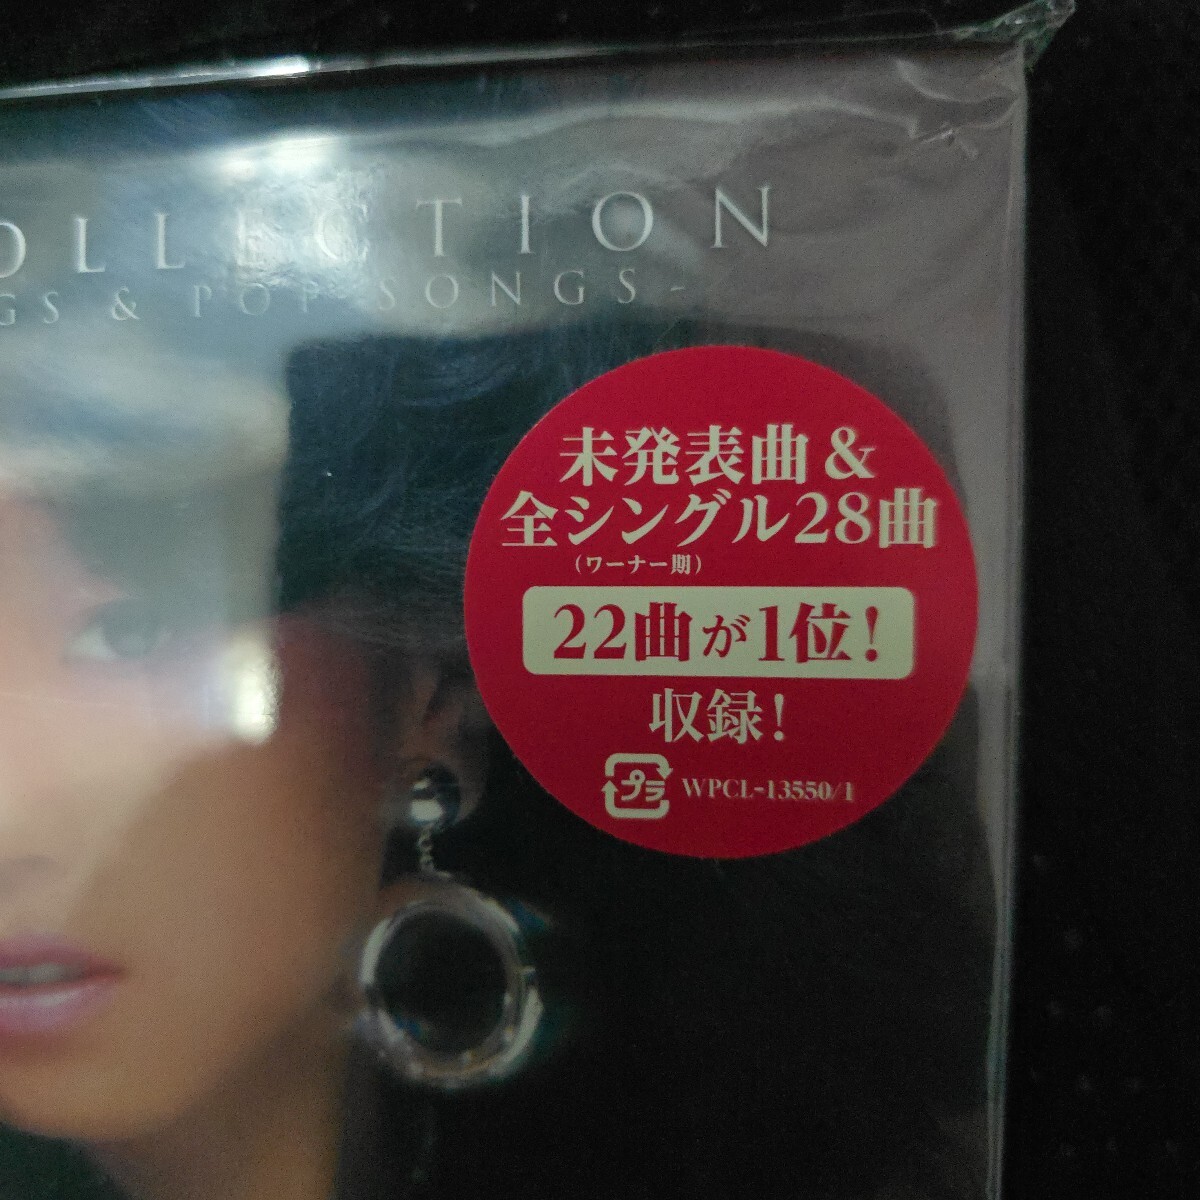 OLLECTION
GS & POP SONGS-
未発表曲&
全シングル28曲
(ワーナー期)
22曲が1位!
収録!
プラ WPCL-13550/1